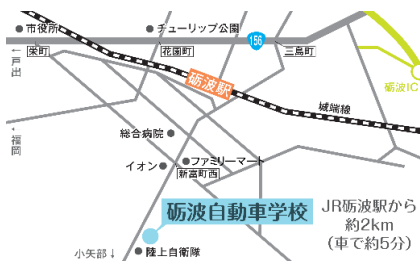 市役所
チューリップ公園
←戸出
栄町
花園町
156
三島町
砺波駅
砺波IC
城端線
福岡
総合病院
イオン
ファミリーマート
新富町西
砺波自動車学校
JR砺波駅から
約2km
(車で約5分)
小矢部↓
陸上自衛隊